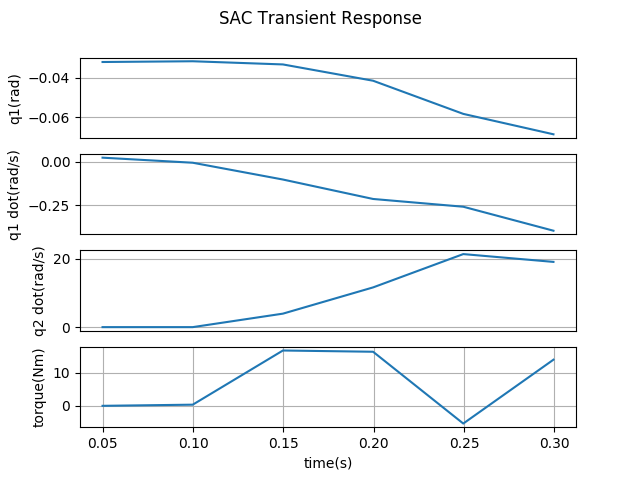 SAC Transient Response
q1(rad)
−0.04
−0.06
q1 dot(rad/s)
0.00
−0.25
q2 dot(rad/s)
20
0
torque(Nm)
10
0
0.05 0.10 0.15 0.20 0.25 0.30
time(s)